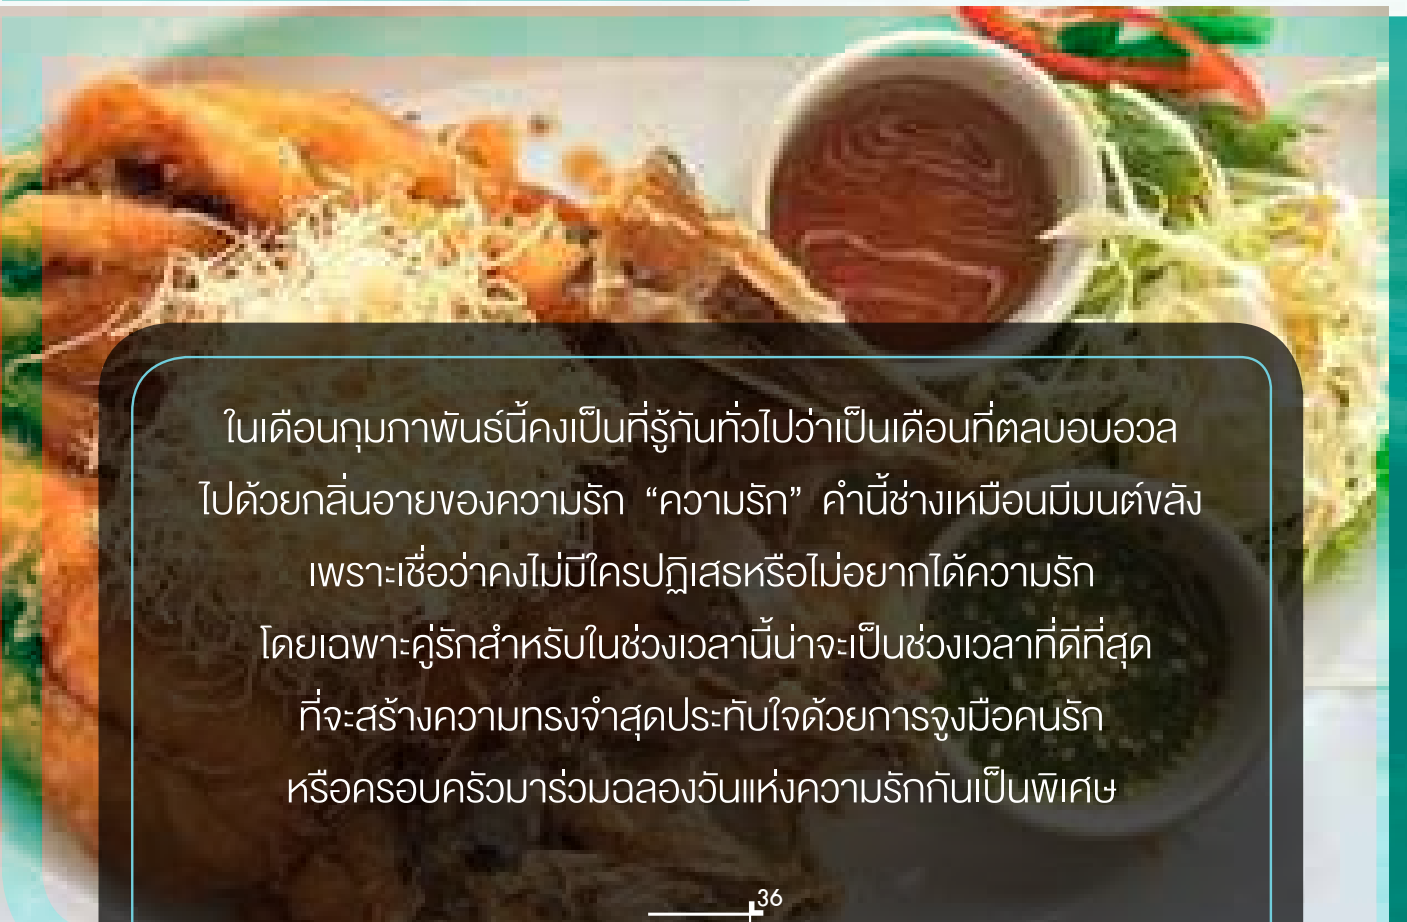 ในเดือนกุมภาพันธ์นี้คงเป็นที่รู้กันทั่วไปว่าเป็นเดือนที่ตลบอบอวล
ไปด้วยกลิ่นอายของความรัก “ความรัก” คำนี้ช่างเหมือนมีมนต์ขลัง
เพราะเชื่อว่าคงไม่มีใครปฏิเสธหรือไม่อยากได้ความรัก
โดยเฉพาะคู่รักสำหรับในช่วงเวลานี้น่าจะเป็นช่วงเวลาที่ดีที่สุด
ที่จะสร้างความทรงจำสุดประทับใจด้วยการจูงมือคนรัก
หรือครอบครัวมาร่วมฉลองวันแห่งความรักกันเป็นพิเศษ
36